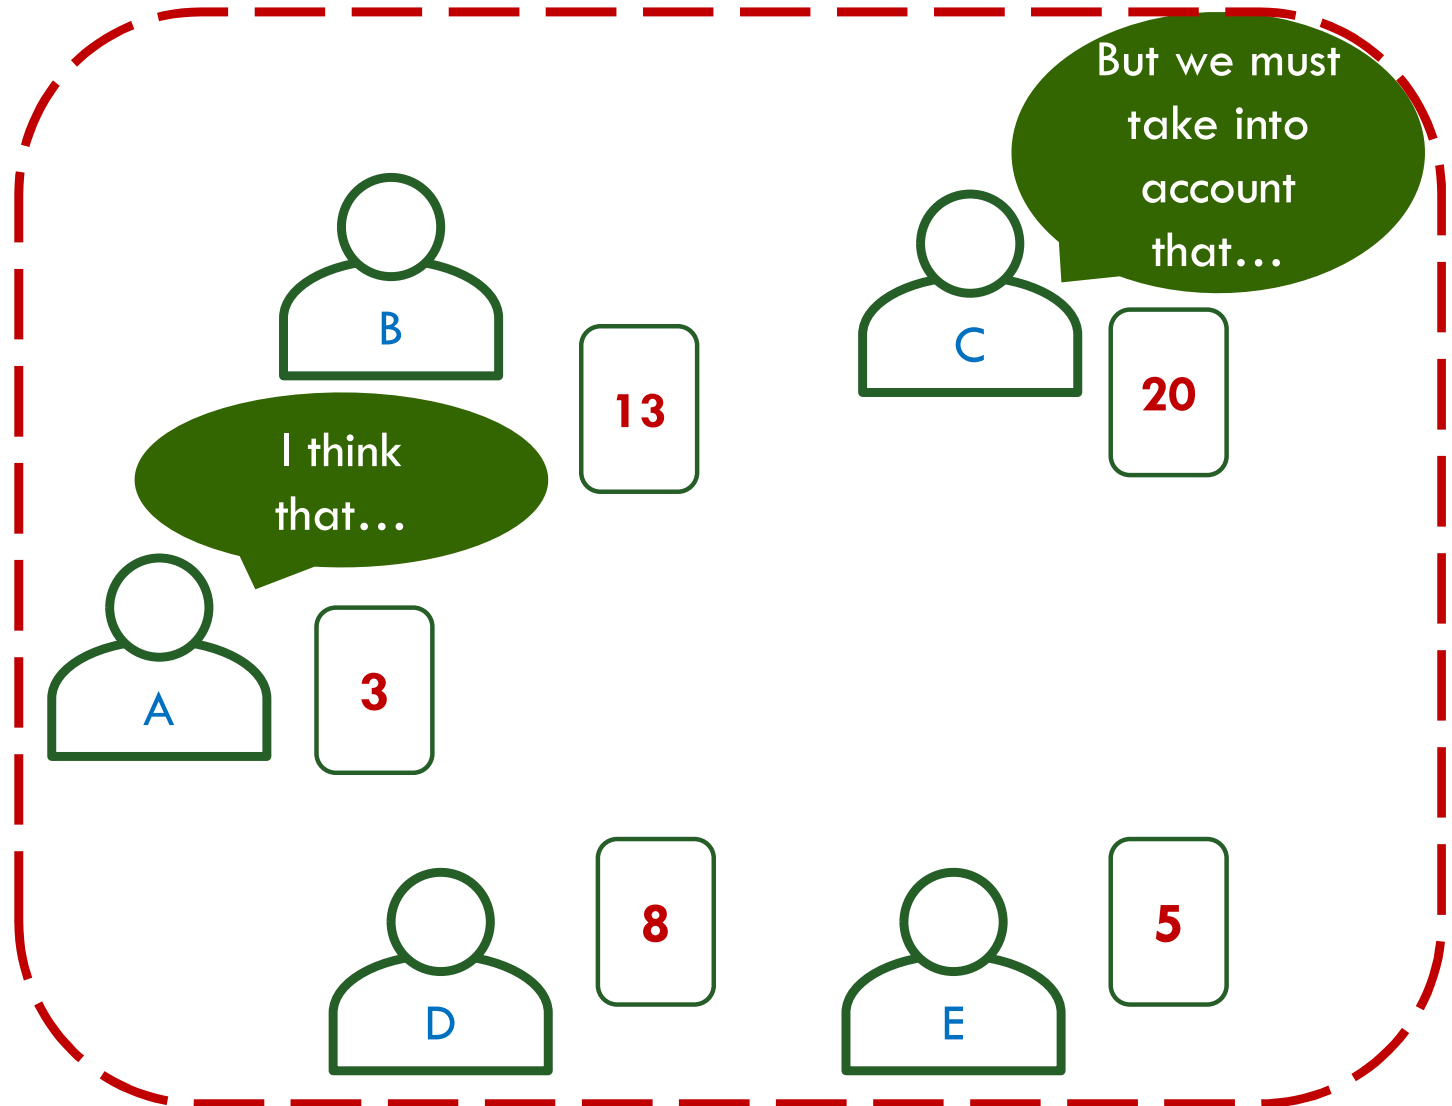 But we must
take into
account
that…
B
C
13
20
I think
that…
A
3
8
5
D
E